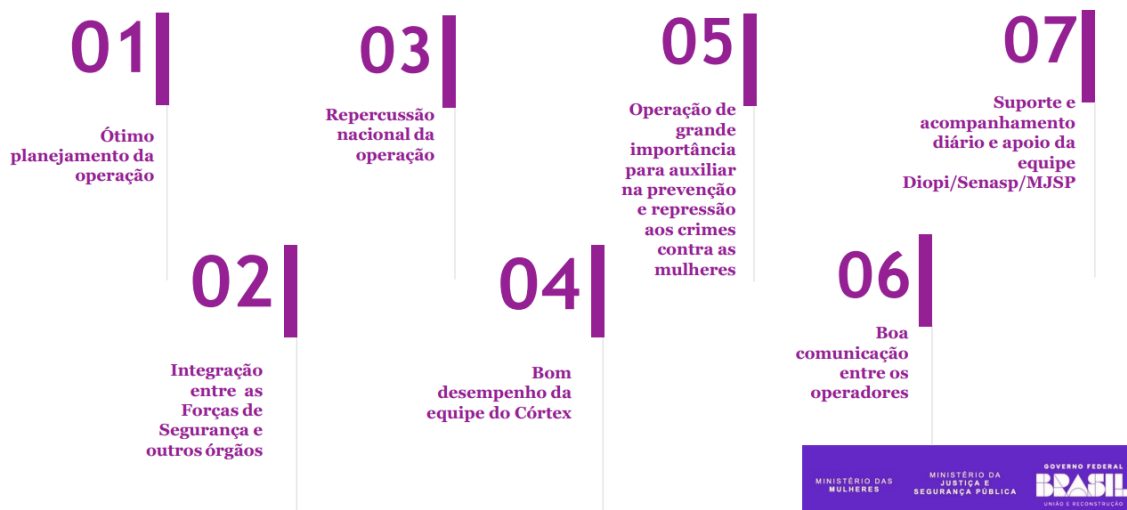 01
Ótimo
planejamento da
operação
02
Integração
entre as
Forças de
Segurança e
outros órgãos
03
Repercussão
nacional da
operação
04
Bom
desempenho da
equipe do Córtex
05
Operação de
grande
importância
para auxiliar
na prevenção
e repressão
aos crimes
contra as
mulheres
06
Boa
comunicação
entre os
operadores
07
Suporte e
acompanhamento
diário e apoio da
equipe
Diopi/Senasp/MJSP
MINISTÉRIO DAS
MULHERES
MINISTÉRIO DA
JUSTIÇA E
SEGURANÇA PÚBLICA
GOVERNO FEDERAL
BRASIL
UNIÃO E RECONSTRUÇÃO